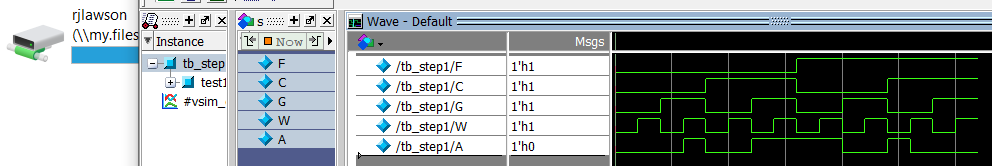 rjlawson
(\\my.files
Instance
tb_step
test1
#vsim_
s
Now
F
C
G
W
A
Wave - Default
Msgs
/tb_step1/F 1'h1
/tb_step1/C 1'h1
/tb_step1/G 1'h1
/tb_step1/W 1'h1
/tb_step1/A 1'h0